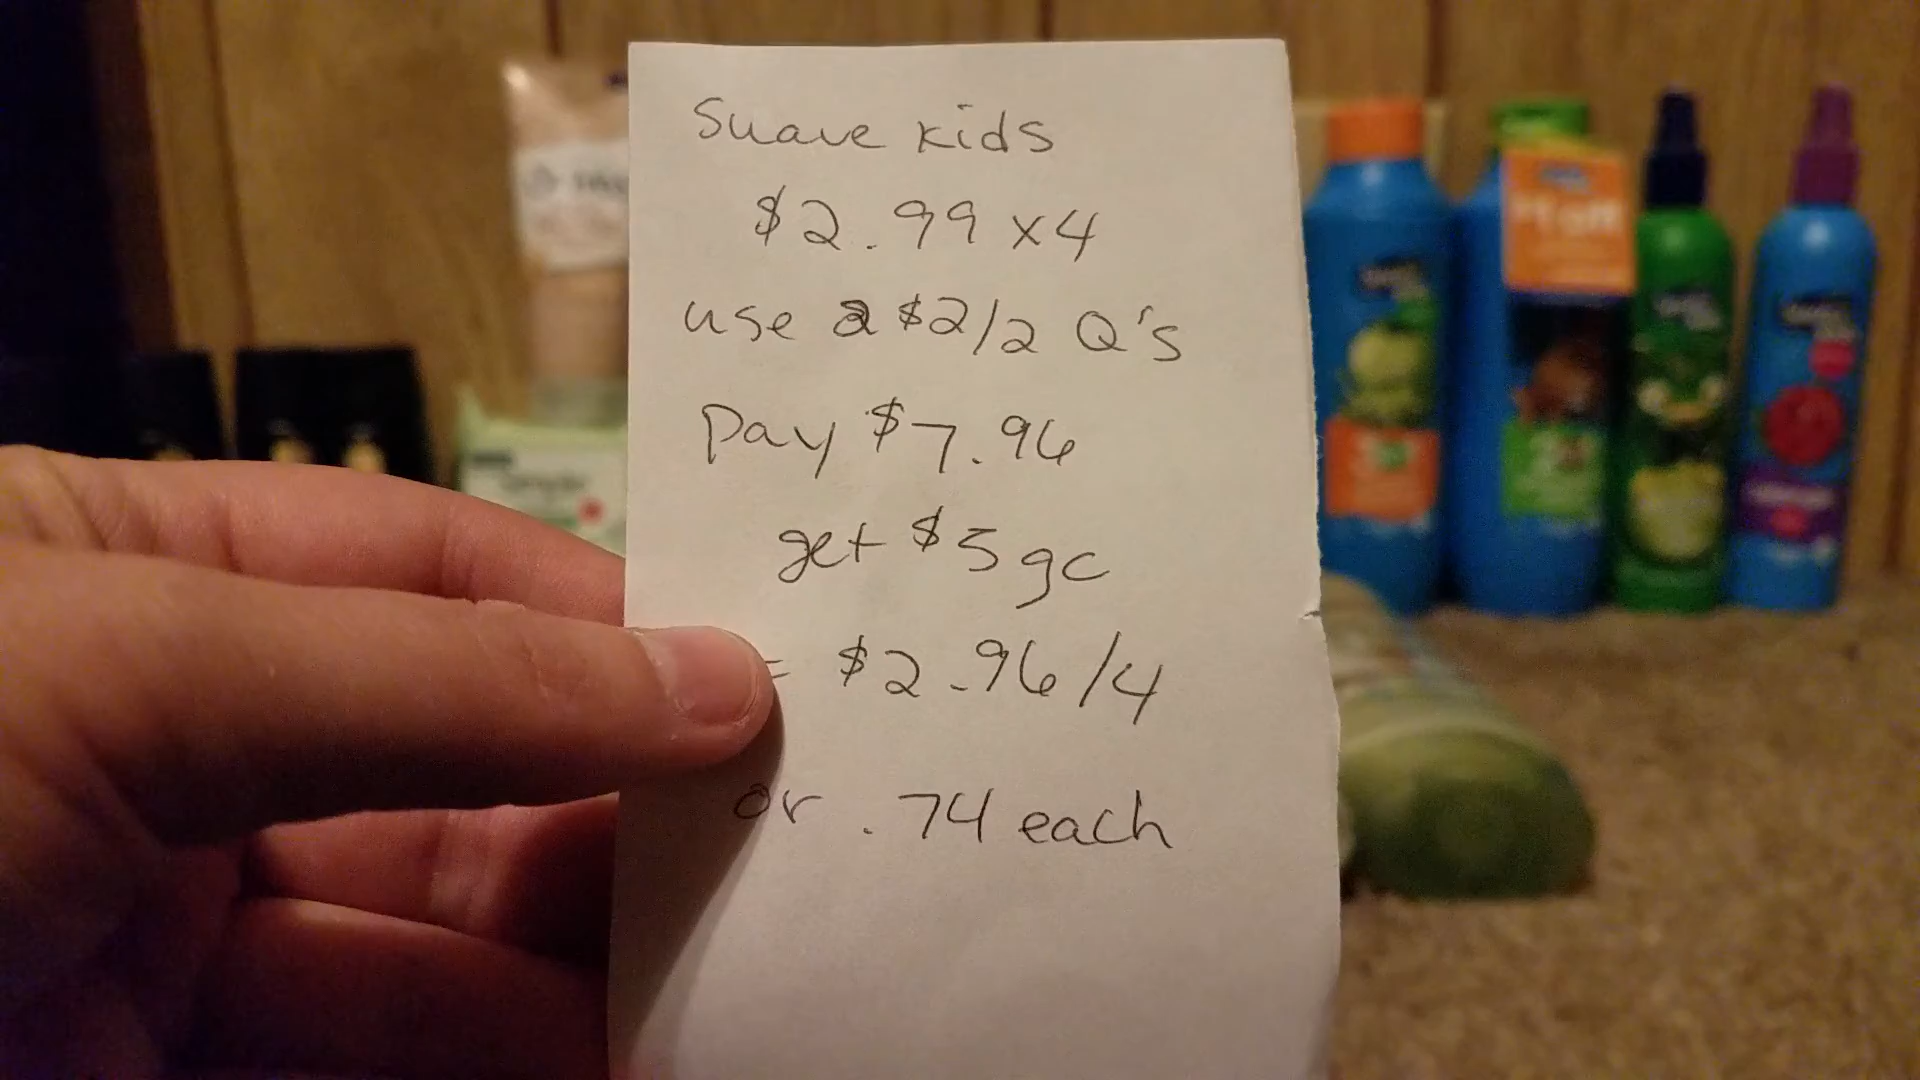 Suave kids
$2.99 x4
use 2 $2/2 Q's
Pay $7.96
get $5 gc
= $2.96/4
or .74 each